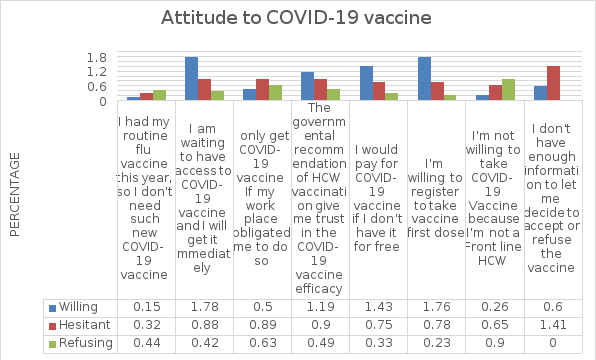 Attitude to COVID-19 vaccine
1.8
1.2
0.6
0
PERCENTAGE
I had my
routine
flu
vaccine
this year,
so I don't
need
such
new
COVID-
19
vaccine
I am
waiting
to have
access to
COVID-
19
vaccine
and I will
get it
mmediat
ely
only get
COVID-
19
vaccine
If my
work
place
obligated
me to do
so
The
governm
ental
recomm
endation
of HCW
vaccinati
on give
me trust
in the
COVID-
19
vaccine
efficacy
I would
pay for
COVID-
19
vaccine
if I don't
have it
for free
I'm
willing to
register
to take
vaccine
first dose
I'm not
willing to
take
COVID-
19
Vaccine
because
I'm not a
Front line
HCW
I don't
have
enough
informati
on to let
me
decide to
accept or
refuse
the
vaccine
Willing 0.15 1.78 0.5 1.19 1.43 1.76 0.26 0.6
Hesitant 0.32 0.88 0.89 0.9 0.75 0.78 0.65 1.41
Refusing 0.44 0.42 0.63 0.49 0.33 0.23 0.9 0